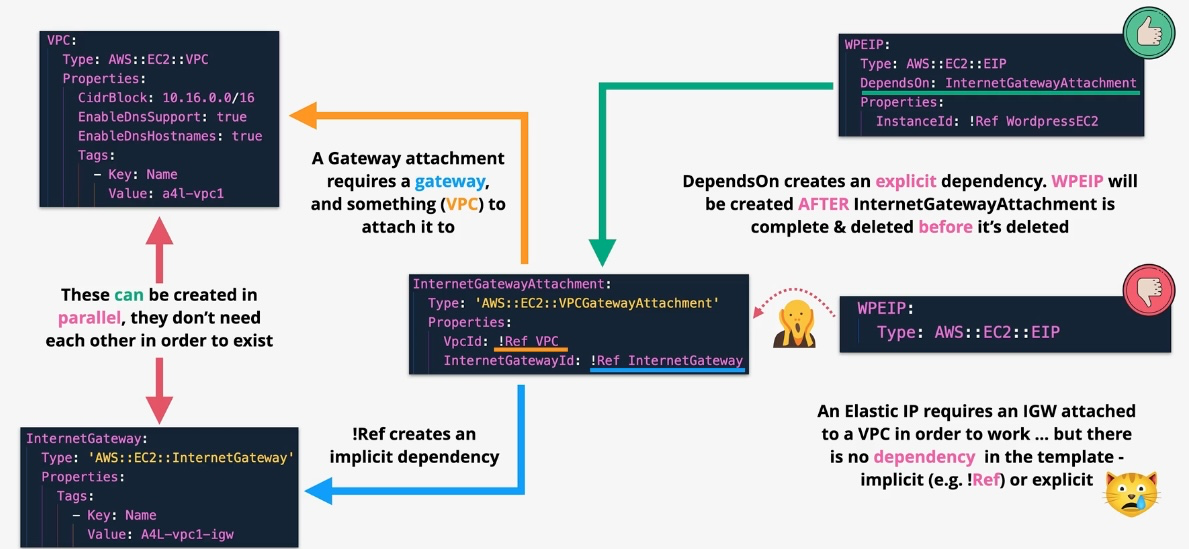 VPC:
Type: AWS::EC2::VPC
Properties:
CidrBlock: 10.16.0.0/16
EnableDnsSupport: true
EnableDnsHostnames: true
Tags:
- Key: Name
Value: a4l-vpc1
A Gateway attachment
requires a gateway,
and something (VPC) to
attach it to
WPEIP:
Type: AWS::EC2::EIP
DependsOn: InternetGatewayAttachment
Properties:
InstanceId: !Ref WordpressEC2
DependsOn creates an explicit dependency. WPEIP will
be created AFTER InternetGatewayAttachment is
complete & deleted before it’s deleted
These can be created in
parallel, they don’t need
each other in order to exist
InternetGatewayAttachment:
Type: 'AWS::EC2::VPCGatewayAttachment'
Properties:
VpcId: !Ref VPC
InternetGatewayId: !Ref InternetGateway
WPEIP:
Type: AWS::EC2::EIP
InternetGateway:
Type: 'AWS::EC2::InternetGateway'
Properties:
Tags:
- Key: Name
Value: A4L-vpc1-igw
!Ref creates an
implicit dependency
An Elastic IP requires an IGW attached
to a VPC in order to work ... but there
is no dependency in the template -
implicit (e.g. !Ref) or explicit